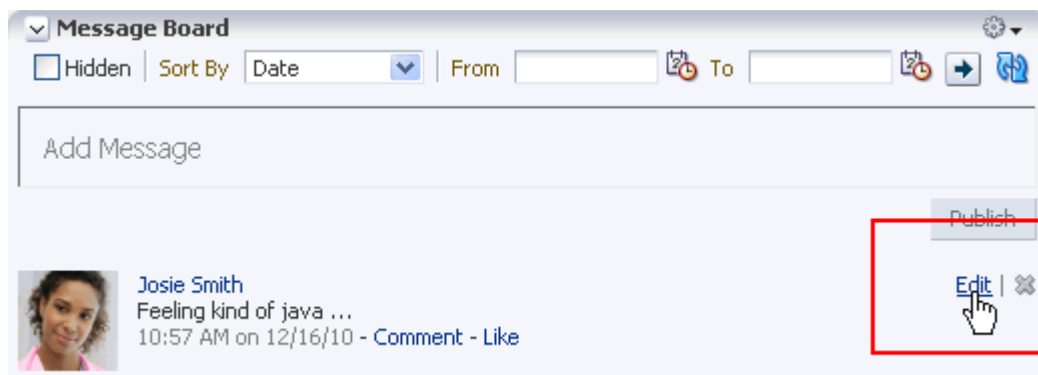 Message Board
Hidden | Sort By Date | From To
Add Message
Publish
Josie Smith
Edit |
Feeling kind of java ...
10:57 AM on 12/16/10 - Comment - Like